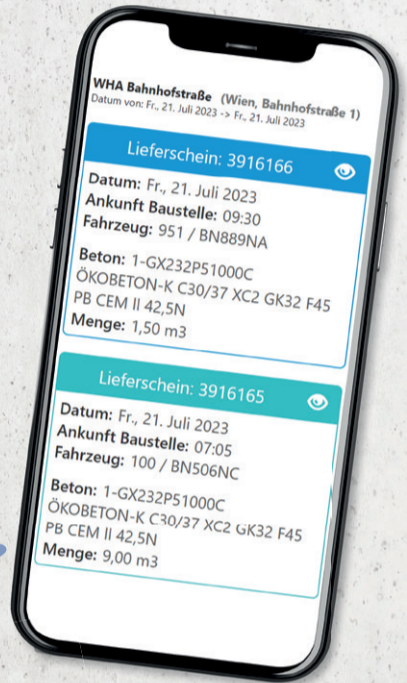 WHA Bahnhofstraße (Wien, Bahnhofstraße 1)
Datum von: Fr., 21. Juli 2023 -> Fr., 21. Juli 2023
Lieferschein: 3916166
Datum: Fr., 21. Juli 2023
Ankunft Baustelle: 09:30
Fahrzeug: 951 / BN889NA
Beton: 1-GX232P51000C
ÖKOBETON-K C30/37 XC2 GK32 F45
PB CEM II 42,5N
Menge: 1,50 m3
Lieferschein: 3916165
Datum: Fr., 21. Juli 2023
Ankunft Baustelle: 07:05
Fahrzeug: 100 / BN506NC
Beton: 1-GX232P51000C
ÖKOBETON-K C30/37 XC2 GK32 F45
PB CEM II 42,5N
Menge: 9,00 m3